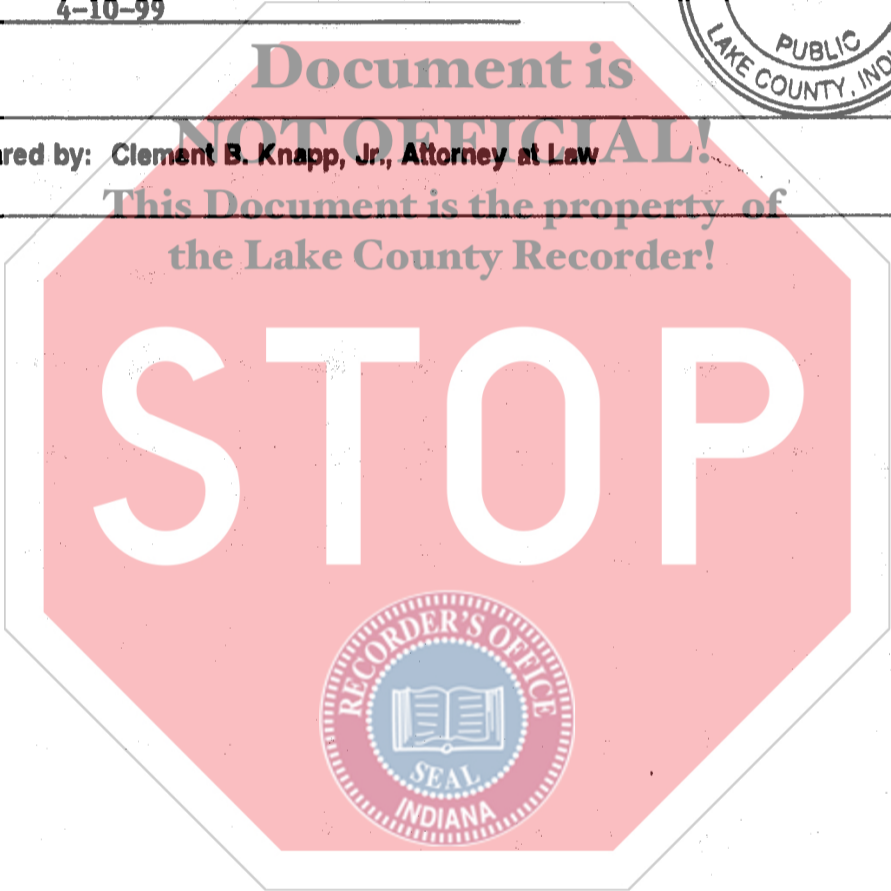 4-10-99
PUBLIC
LAKE COUNTY, IND
Document is
NOT OFFICIAL!
ared by: Clement B. Knapp, Jr., Attorney at Law
This Document is the property of
the Lake County Recorder!
STOP
RECORDER'S OFFICE
SEAL
INDIANA